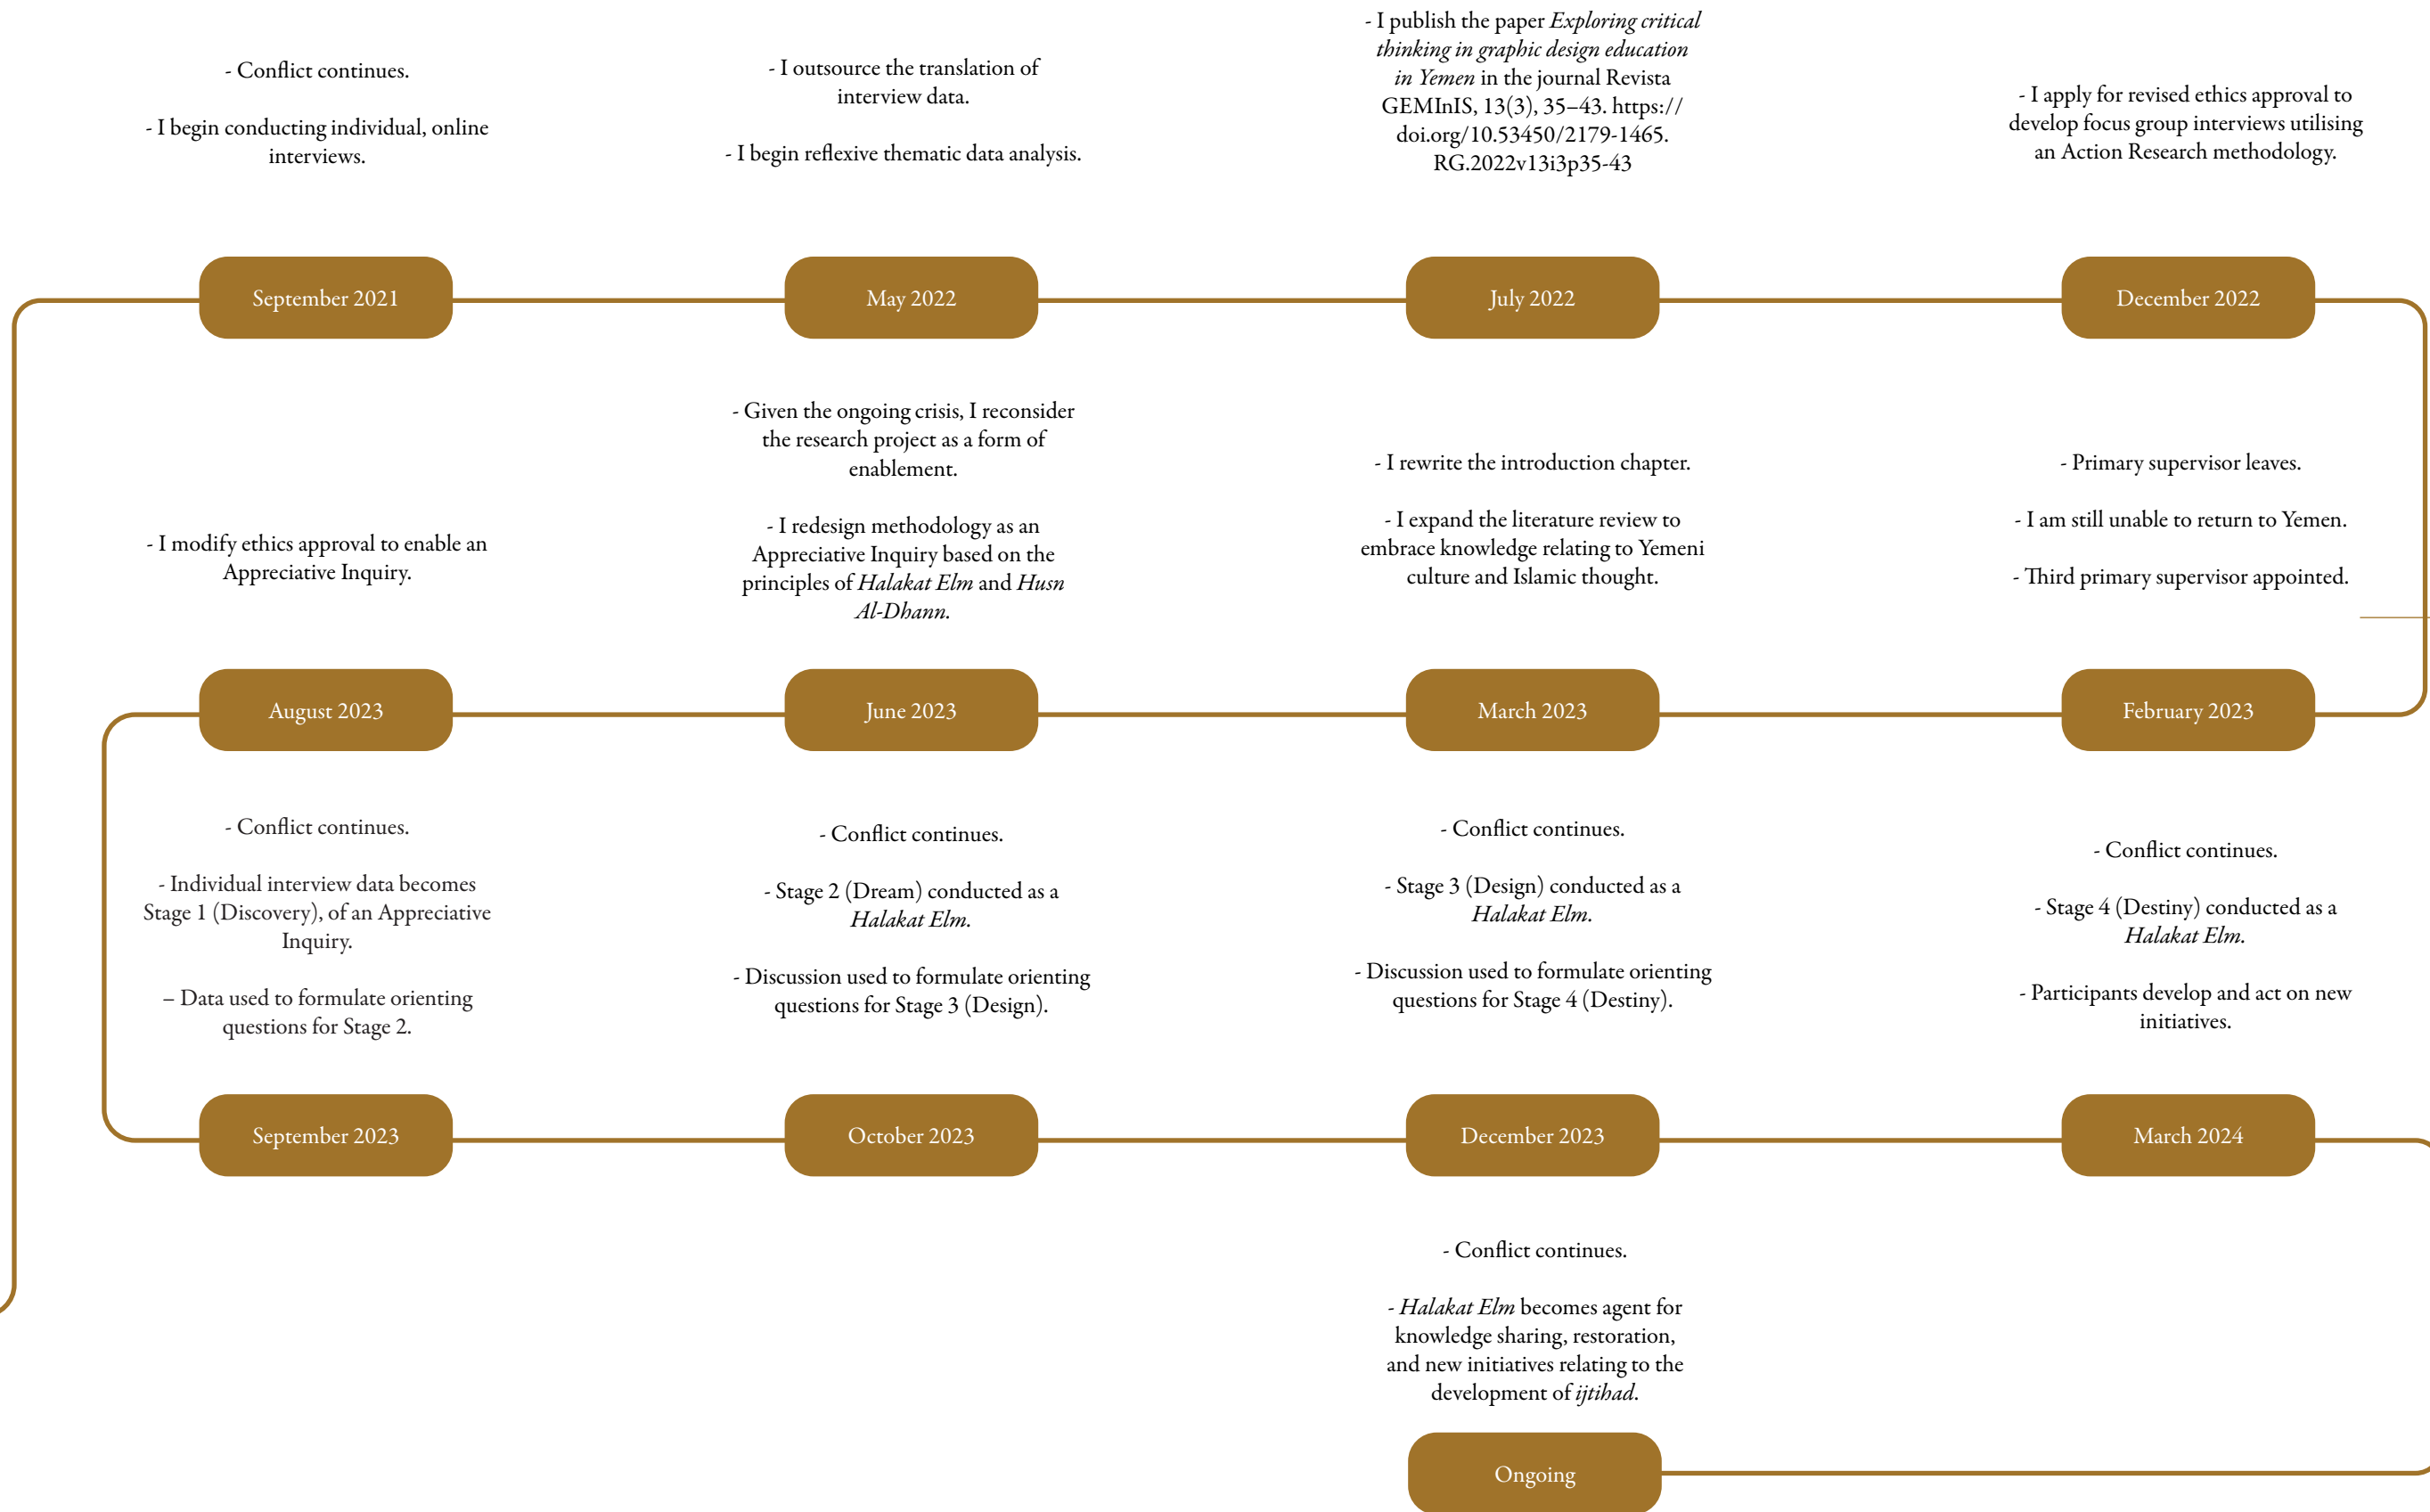 - Conflict continues.
- I begin conducting individual, online
interviews.
September 2021
- I outsource the translation of
interview data.
- I begin reflexive thematic data analysis.
May 2022
- I publish the paper Exploring critical
thinking in graphic design education
in Yemen in the journal Revista
GEMInIS, 13(3), 35–43. https://
doi.org/10.53450/2179-1465.
RG.2022v13i3p35-43
July 2022
- I apply for revised ethics approval to
develop focus group interviews utilising
an Action Research methodology.
December 2022
- Primary supervisor leaves.
- I am still unable to return to Yemen.
- Third primary supervisor appointed.
February 2023
- I rewrite the introduction chapter.
- I expand the literature review to
embrace knowledge relating to Yemeni
culture and Islamic thought.
March 2023
- Given the ongoing crisis, I reconsider
the research project as a form of
enablement.
- I redesign methodology as an
Appreciative Inquiry based on the
principles of Halakat Elm and Husn
Al-Dhann.
June 2023
- I modify ethics approval to enable an
Appreciative Inquiry.
August 2023
- Conflict continues.
- Individual interview data becomes
Stage 1 (Discovery), of an Appreciative
Inquiry.
– Data used to formulate orienting
questions for Stage 2.
September 2023
- Conflict continues.
- Stage 2 (Dream) conducted as a
Halakat Elm.
- Discussion used to formulate orienting
questions for Stage 3 (Design).
October 2023
- Conflict continues.
- Stage 3 (Design) conducted as a
Halakat Elm.
- Discussion used to formulate orienting
questions for Stage 4 (Destiny).
December 2023
- Conflict continues.
- Stage 4 (Destiny) conducted as a
Halakat Elm.
- Participants develop and act on new
initiatives.
March 2024
- Conflict continues.
- Halakat Elm becomes agent for
knowledge sharing, restoration,
and new initiatives relating to the
development of ijtihad.
Ongoing